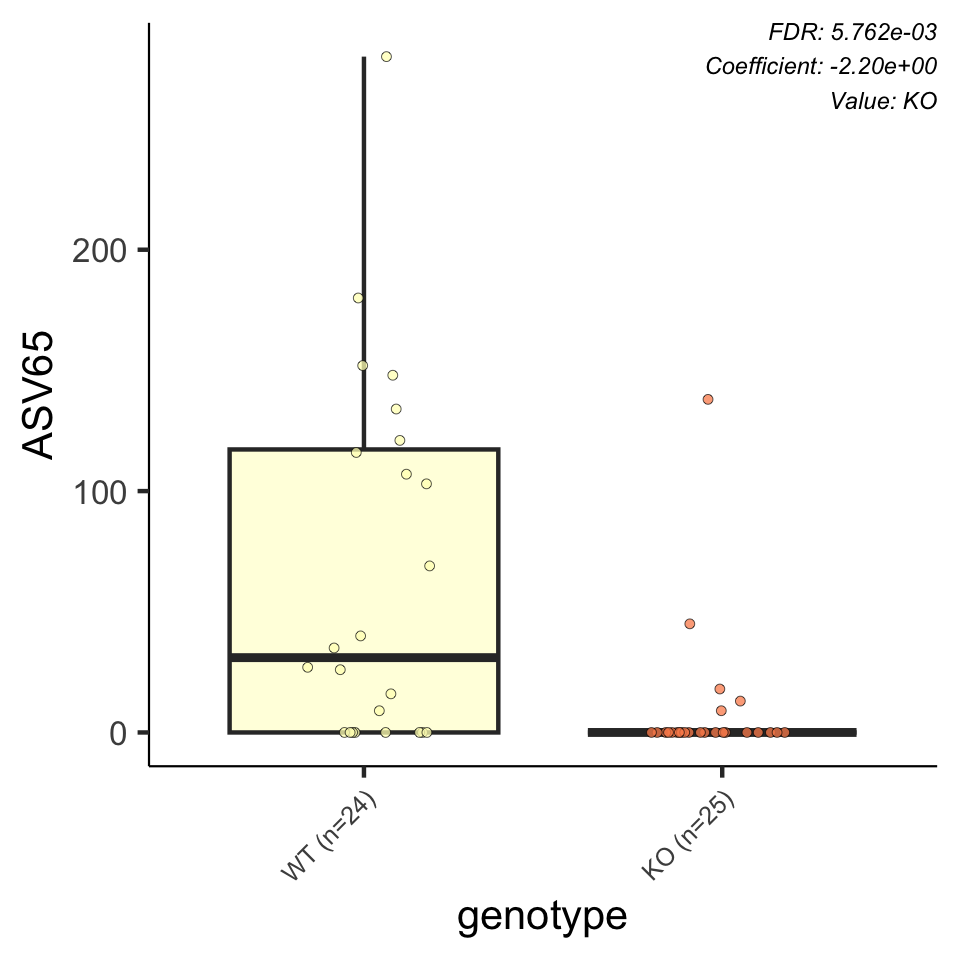 FDR: 5.762e-03
Coefficient: -2.20e+00
Value: KO
200
100
0
ASV65
WT (n=24)
KO (n=25)
genotype